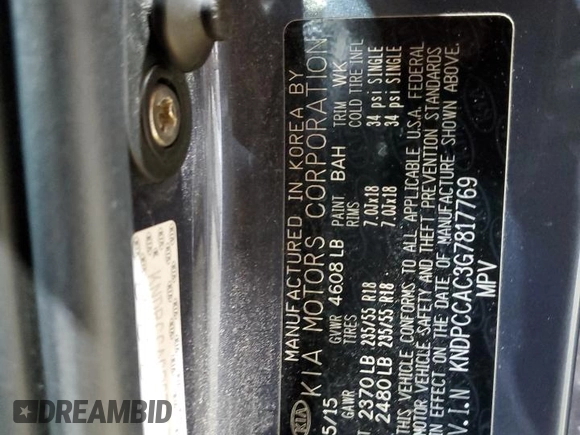 MANUFACTURED IN KOREA BY
KIA KIA MOTORS CORPORATION
5/15 GVWR 4608 LB PAINT BAH TRIM WK
GAWR TIRES RIMS COLD TIRE INFL
T 2370 LB 235/55 R18 7.0Jx18 34 psi SINGLE
2480 LB 235/55 R18 7.0Jx18 34 psi SINGLE
THIS VEHICLE CONFORMS TO ALL APPLICABLE U.S.A. FEDERAL
MOTOR VEHICLE SAFETY AND THEFT PREVENTION STANDARDS
IN EFFECT ON THE DATE OF MANUFACTURE SHOWN ABOVE.
V.I.N KNDPCCAC3G7817769
MPV
AUTOBIDMASTER